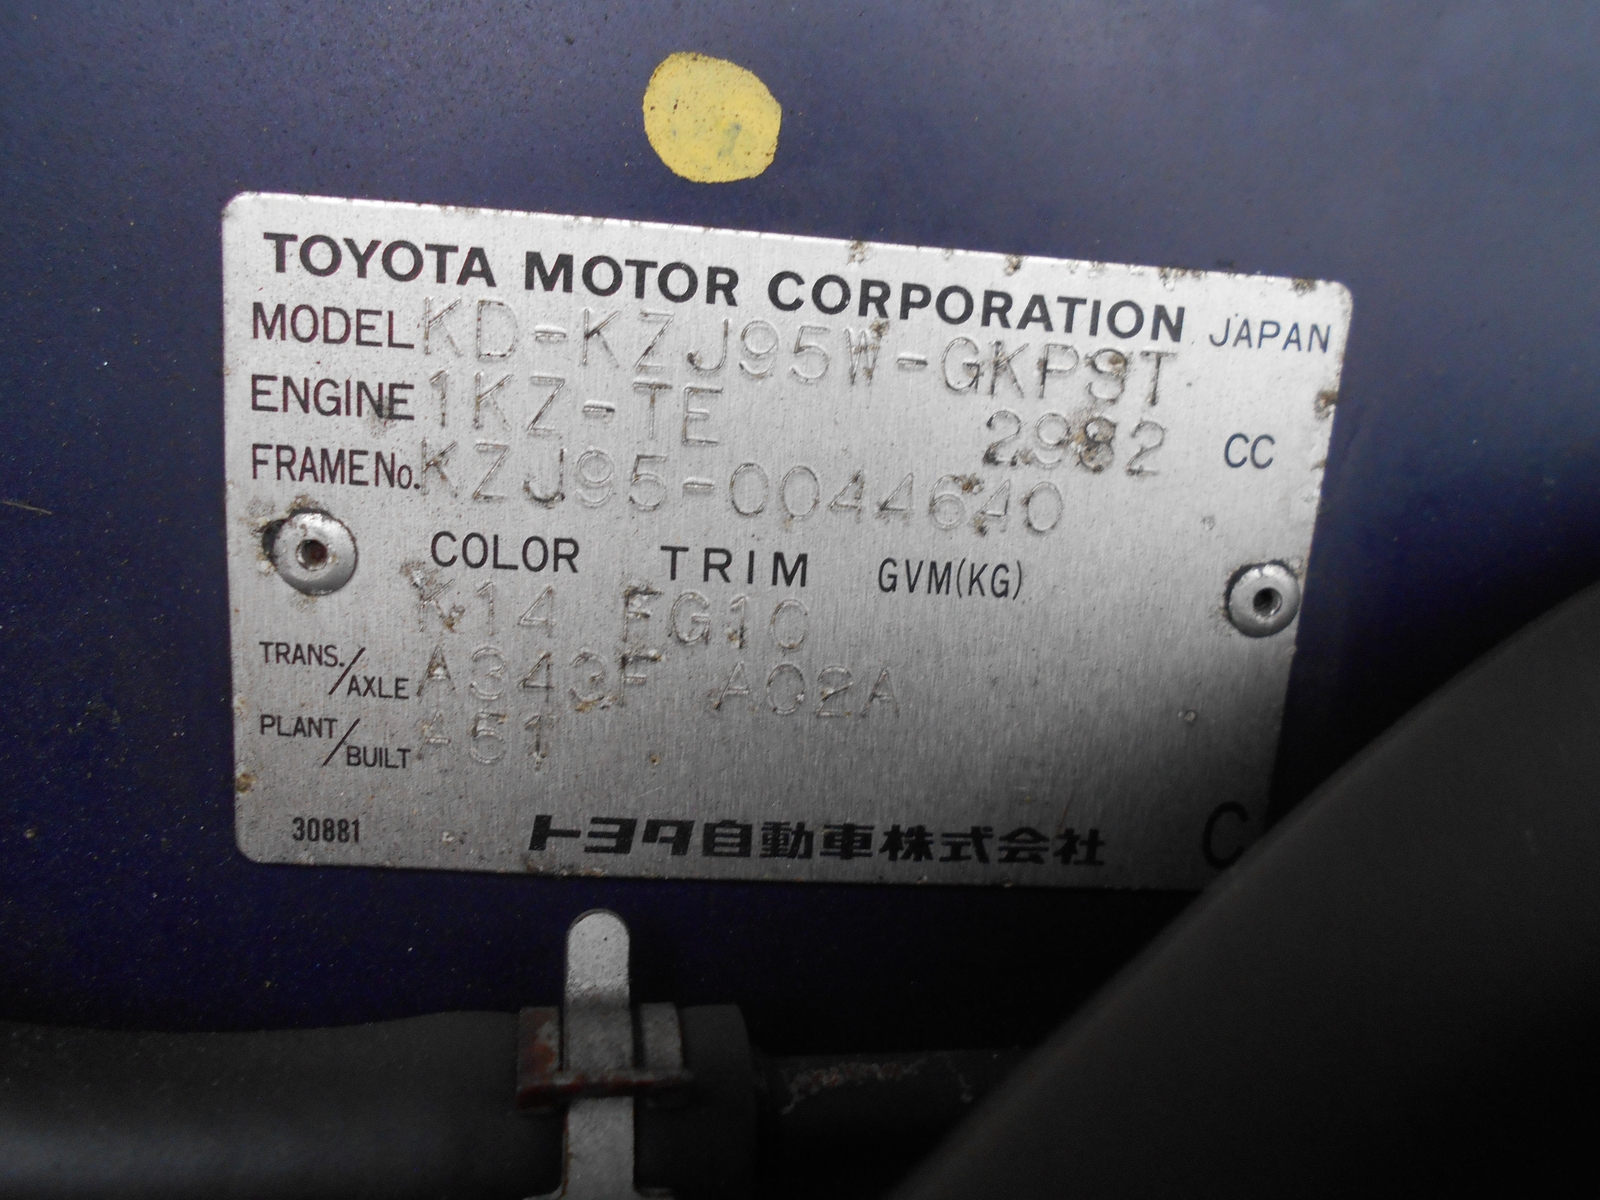 TOYOTA MOTOR CORPORATION JAPAN
MODEL KD-KZJ95W-GKPST
ENGINE 1KZ-TE 2982 CC
FRAME No. KZJ95-0044640
COLOR TRIM GVM(KG)
K14 FG10
TRANS./AXLE A343F A02A
PLANT/BUILT
30881 トヨタ自動車株式会社 C